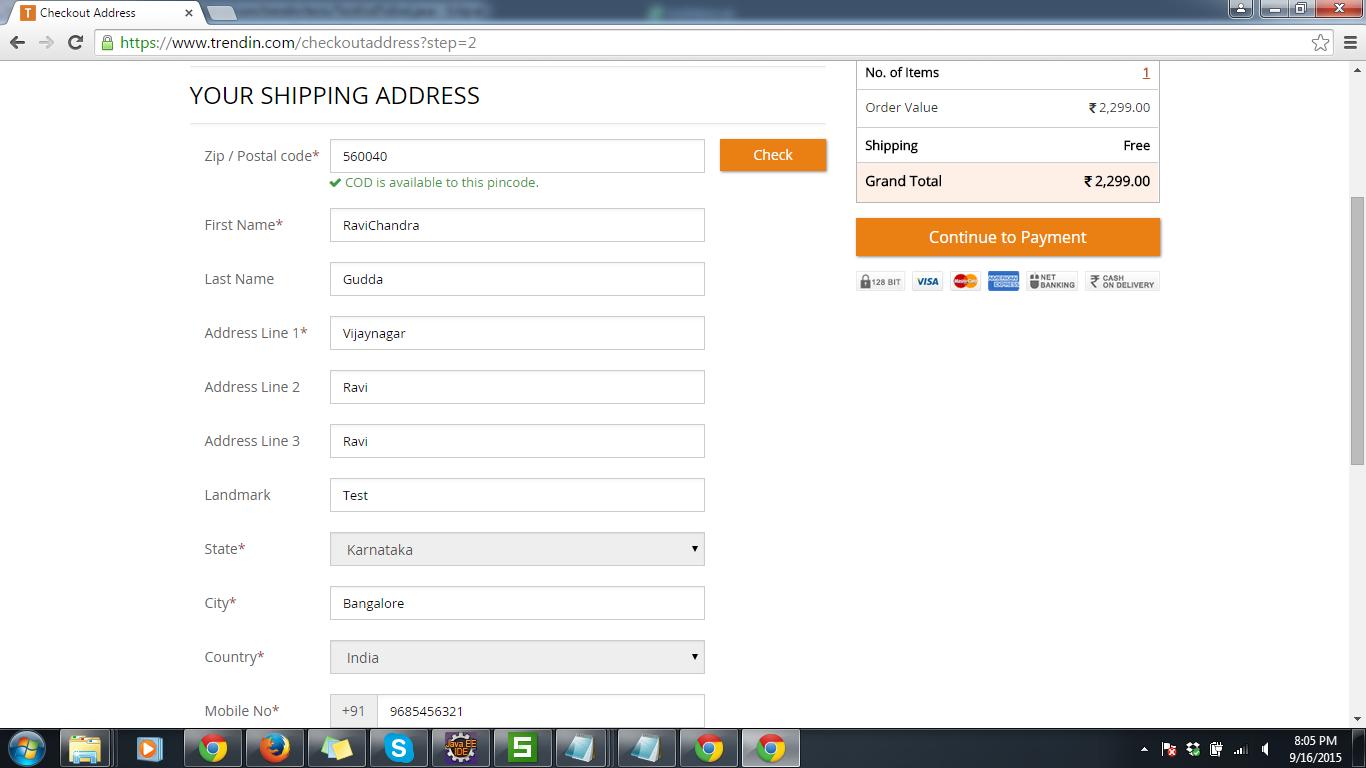 T Checkout Address
https://www.trendin.com/checkoutaddress?step=2
YOUR SHIPPING ADDRESS
Zip / Postal code* 560040 Check
COD is available to this pincode.
First Name* RaviChandra
Last Name Gudda
Address Line 1* Vijaynagar
Address Line 2 Ravi
Address Line 3 Ravi
Landmark Test
State* Karnataka
City* Bangalore
Country* India
Mobile No* +91 9685456321
No. of Items 1
Order Value ₹ 2,299.00
Shipping Free
Grand Total ₹ 2,299.00
Continue to Payment
128 BIT VISA MasterCard AMERICAN EXPRESS NET BANKING ₹ CASH ON DELIVERY
S Java EE IDE S
8:05 PM
9/16/2015